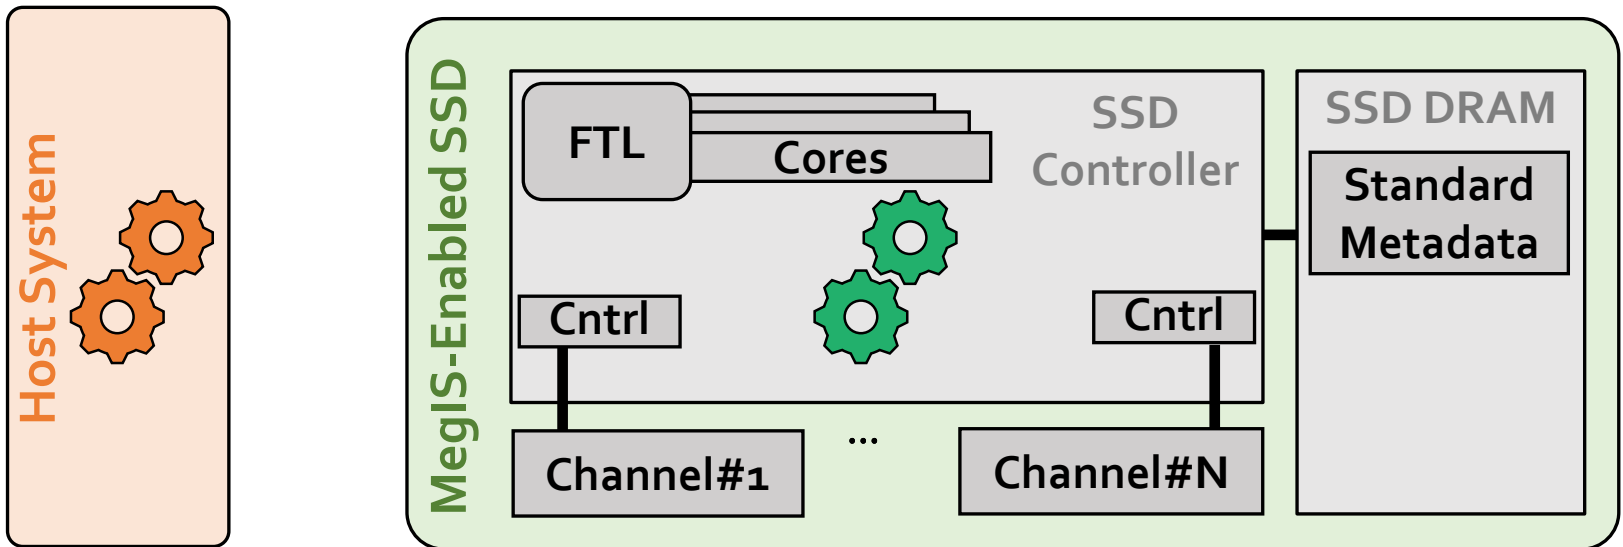 Host System
MegIS-Enabled SSD
FTL
Cores
SSD
Controller
SSD DRAM
Standard
Metadata
Cntrl
Cntrl
Channel#1
...
Channel#N